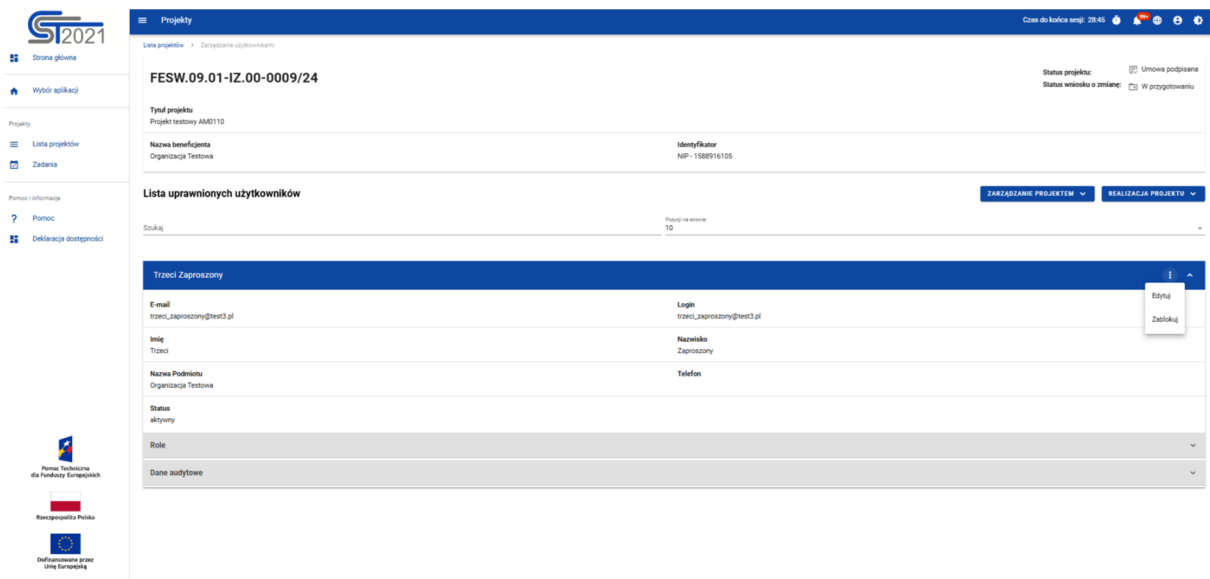 CST2021
Projekty
Czas do końca sesji: 28:45
99+
Strona główna
Wybór aplikacji
Projekty
Lista projektów
Zadania
Pomoc i informacje
? Pomoc
Deklaracja dostępności
Lista projektów > Zarządzanie użytkownikami
FESW.09.01-IZ.00-0009/24
Status projektu: Umowa podpisana
Status wniosku o zmianę: W przygotowaniu
Tytuł projektu
Projekt testowy AM0110
Nazwa beneficjenta
Organizacja Testowa
Identyfikator
NIP - 1588916105
Lista uprawnionych użytkowników
ZARZĄDZANIE PROJEKTEM
REALIZACJA PROJEKTU
Szukaj
Pozycji na stronie
10
Trzeci Zaproszony
Edytuj
Zablokuj
E-mail
trzeci_zaproszony@test3.pl
Login
trzeci_zaproszony@test3.pl
Imię
Trzeci
Nazwisko
Zaproszony
Nazwa Podmiotu
Organizacja Testowa
Telefon
Status
aktywny
Role
Dane audytowe
Pomoc Techniczna
dla Funduszy Europejskich
Rzeczpospolita Polska
Dofinansowane przez
Unię Europejską